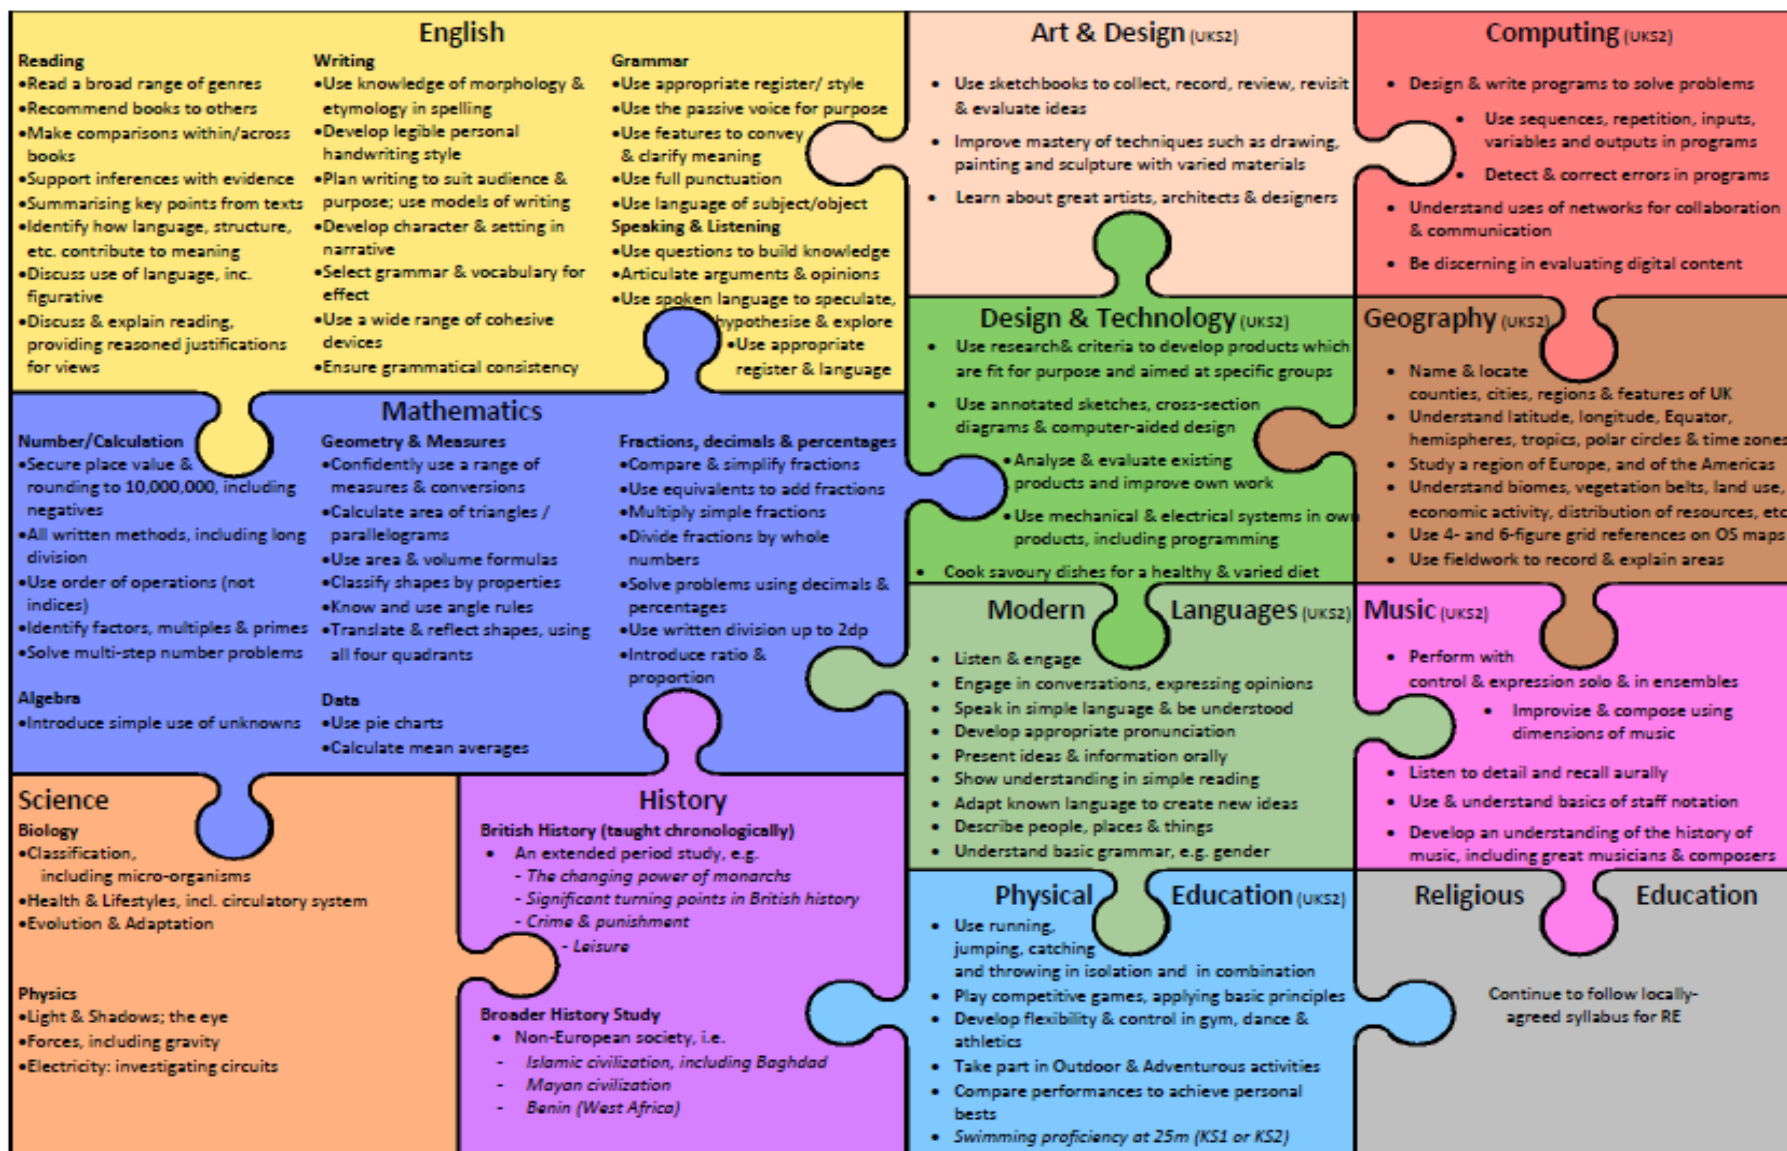 English
Reading
•Read a broad range of genres
•Recommend books to others
•Make comparisons within/across
books
•Support inferences with evidence
•Summarising key points from texts
•Identify how language, structure,
etc. contribute to meaning
•Discuss use of language, inc.
figurative
•Discuss & explain reading,
providing reasoned justifications
for views
Writing
•Use knowledge of morphology &
etymology in spelling
•Develop legible personal
handwriting style
•Plan writing to suit audience &
purpose; use models of writing
•Develop character & setting in
narrative
•Select grammar & vocabulary for
effect
•Use a wide range of cohesive
devices
•Ensure grammatical consistency
Grammar
•Use appropriate register/ style
•Use the passive voice for purpose
•Use features to convey
& clarify meaning
•Use full punctuation
•Use language of subject/object
Speaking & Listening
•Use questions to build knowledge
•Articulate arguments & opinions
•Use spoken language to speculate,
hypothesise & explore
•Use appropriate
register & language
Art & Design (UKS2)
• Use sketchbooks to collect, record, review, revisit
& evaluate ideas
• Improve mastery of techniques such as drawing,
painting and sculpture with varied materials
• Learn about great artists, architects & designers
Computing (UKS2)
• Design & write programs to solve problems
• Use sequences, repetition, inputs,
variables and outputs in programs
• Detect & correct errors in programs
• Understand uses of networks for collaboration
& communication
• Be discerning in evaluating digital content
Design & Technology (UKS2)
• Use research& criteria to develop products which
are fit for purpose and aimed at specific groups
• Use annotated sketches, cross-section
diagrams & computer-aided design
•Analyse & evaluate existing
products and improve own work
•Use mechanical & electrical systems in own
products, including programming
• Cook savoury dishes for a healthy & varied diet
Geography (UKS2)
• Name & locate
counties, cities, regions & features of UK
• Understand latitude, longitude, Equator,
hemispheres, tropics, polar circles & time zones
• Study a region of Europe, and of the Americas
• Understand biomes, vegetation belts, land use,
economic activity, distribution of resources, etc
• Use 4- and 6-figure grid references on OS maps
• Use fieldwork to record & explain areas
Mathematics
Number/Calculation
•Secure place value &
rounding to 10,000,000, including
negatives
•All written methods, including long
division
•Use order of operations (not
indices)
•Identify factors, multiples & primes
•Solve multi-step number problems
Algebra
•Introduce simple use of unknowns
Geometry & Measures
•Confidently use a range of
measures & conversions
•Calculate area of triangles /
parallelograms
•Use area & volume formulas
•Classify shapes by properties
•Know and use angle rules
•Translate & reflect shapes, using
all four quadrants
Data
•Use pie charts
•Calculate mean averages
Fractions, decimals & percentages
•Compare & simplify fractions
•Use equivalents to add fractions
•Multiply simple fractions
•Divide fractions by whole
numbers
•Solve problems using decimals &
percentages
•Use written division up to 2dp
•Introduce ratio &
proportion
Modern Languages (UKS2)
• Listen & engage
• Engage in conversations, expressing opinions
• Speak in simple language & be understood
• Develop appropriate pronunciation
• Present ideas & information orally
• Show understanding in simple reading
• Adapt known language to create new ideas
• Describe people, places & things
• Understand basic grammar, e.g. gender
Music (UKS2)
• Perform with
control & expression solo & in ensembles
• Improvise & compose using
dimensions of music
• Listen to detail and recall aurally
• Use & understand basics of staff notation
• Develop an understanding of the history of
music, including great musicians & composers
Science
Biology
•Classification,
including micro-organisms
•Health & Lifestyles, incl. circulatory system
•Evolution & Adaptation
Physics
•Light & Shadows; the eye
•Forces, including gravity
•Electricity: investigating circuits
History
British History (taught chronologically)
• An extended period study, e.g.
- The changing power of monarchs
- Significant turning points in British history
- Crime & punishment
- Leisure
Broader History Study
• Non-European society, i.e.
- Islamic civilization, including Baghdad
- Mayan civilization
- Benin (West Africa)
Physical Education (UKS2)
• Use running,
jumping, catching
and throwing in isolation and in combination
• Play competitive games, applying basic principles
• Develop flexibility & control in gym, dance &
athletics
• Take part in Outdoor & Adventurous activities
• Compare performances to achieve personal
bests
• Swimming proficiency at 25m (KS1 or KS2)
Religious Education
Continue to follow locally-
agreed syllabus for RE